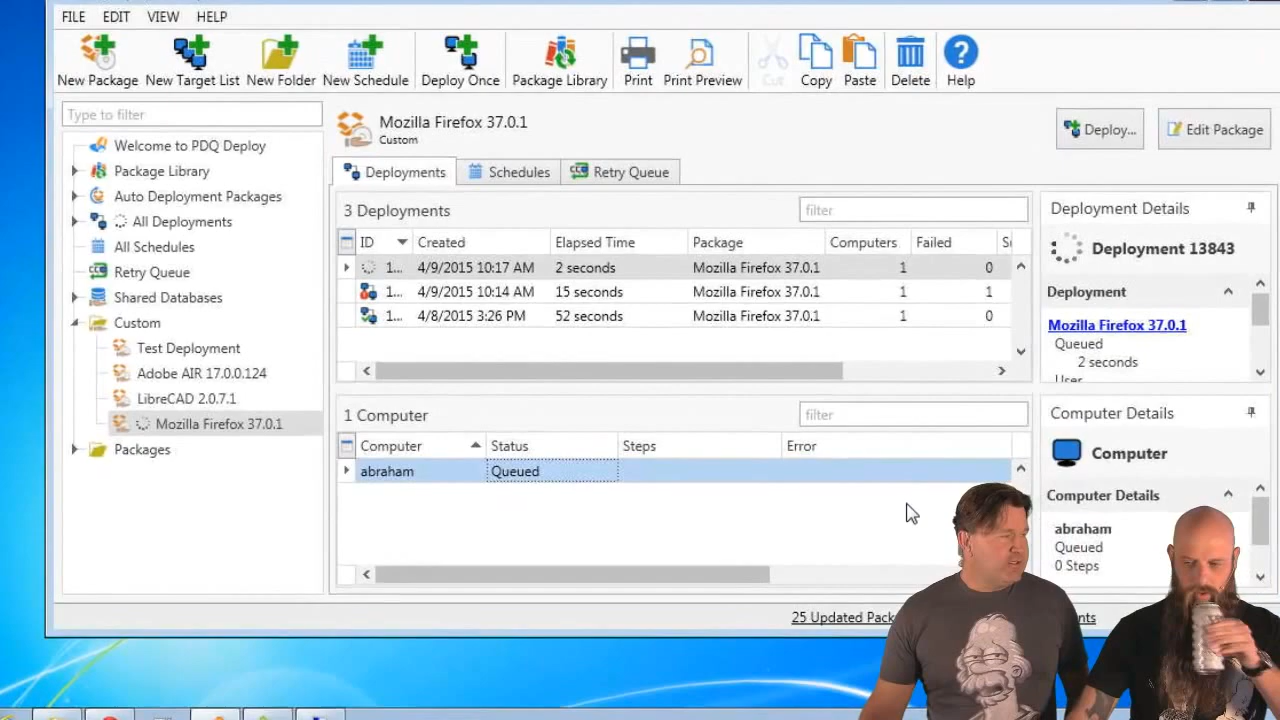 FILE EDIT VIEW HELP
New Package New Target List New Folder New Schedule Deploy Once Package Library Print Print Preview Cut Copy Paste Delete Help
Type to filter
Welcome to PDQ Deploy
Package Library
Auto Deployment Packages
All Deployments
All Schedules
Retry Queue
Shared Databases
Custom
Test Deployment
Adobe AIR 17.0.0.124
LibreCAD 2.0.7.1
Mozilla Firefox 37.0.1
Packages
Mozilla Firefox 37.0.1
Custom
Deploy... Edit Package
Deployments Schedules Retry Queue
3 Deployments filter
ID Created Elapsed Time Package Computers Failed
1... 4/9/2015 10:17 AM 2 seconds Mozilla Firefox 37.0.1 1 0
1... 4/9/2015 10:14 AM 15 seconds Mozilla Firefox 37.0.1 1 1
1... 4/8/2015 3:26 PM 52 seconds Mozilla Firefox 37.0.1 1 0
1 Computer filter
Computer Status Steps Error
abraham Queued
Deployment Details
Deployment 13843
Deployment
Mozilla Firefox 37.0.1
Queued
2 seconds
User
Computer Details
Computer
Computer Details
abraham
Queued
0 Steps
25 Updated